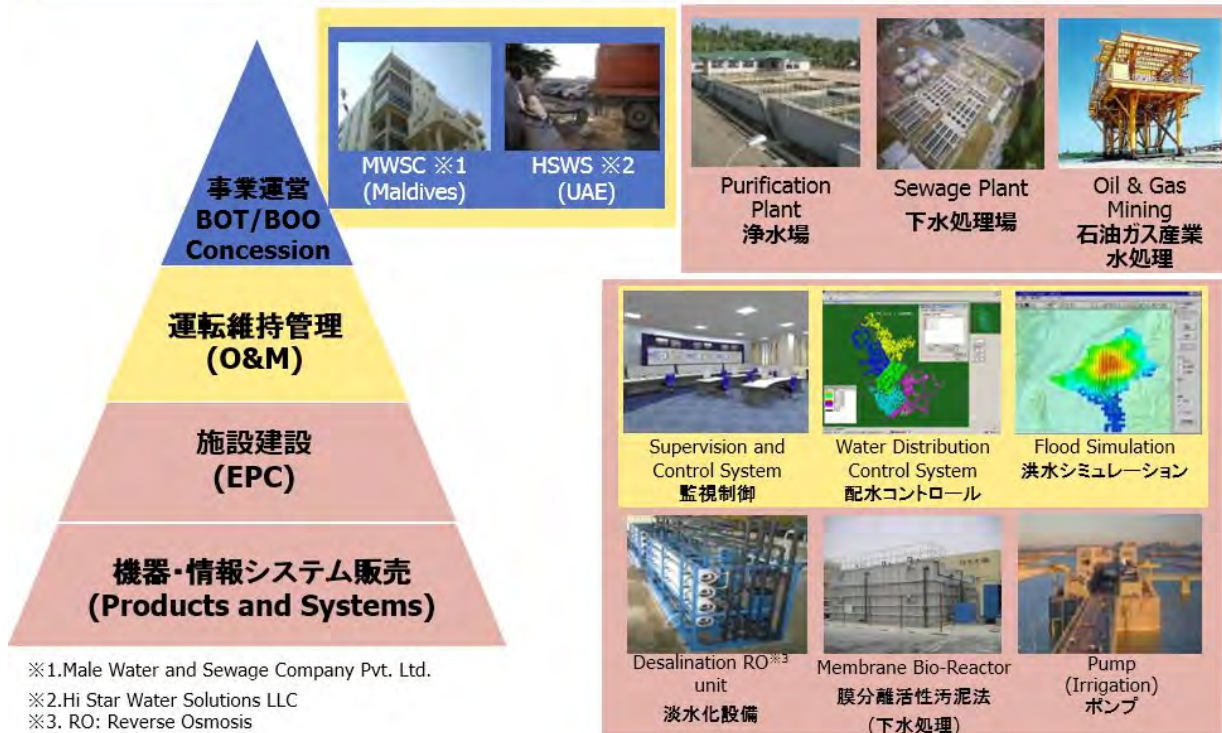 事業運営
BOT/BOO
Concession
運転維持管理
(O&M)
施設建設
(EPC)
機器・情報システム販売
(Products and Systems)
※1.Male Water and Sewage Company Pvt. Ltd.
※2.Hi Star Water Solutions LLC
※3. RO: Reverse Osmosis
MWSC ※1
(Maldives)
HSWS ※2
(UAE)
Purification
Plant
浄水場
Sewage Plant
下水処理場
Oil & Gas
Mining
石油ガス産業
水処理
Supervision and
Control System
監視制御
Water Distribution
Control System
配水コントロール
Flood Simulation
洪水シミュレーション
Desalination RO※3
unit
淡水化設備
Membrane Bio-Reactor
膜分離活性汚泥法
(下水処理)
Pump
(Irrigation)
ポンプ